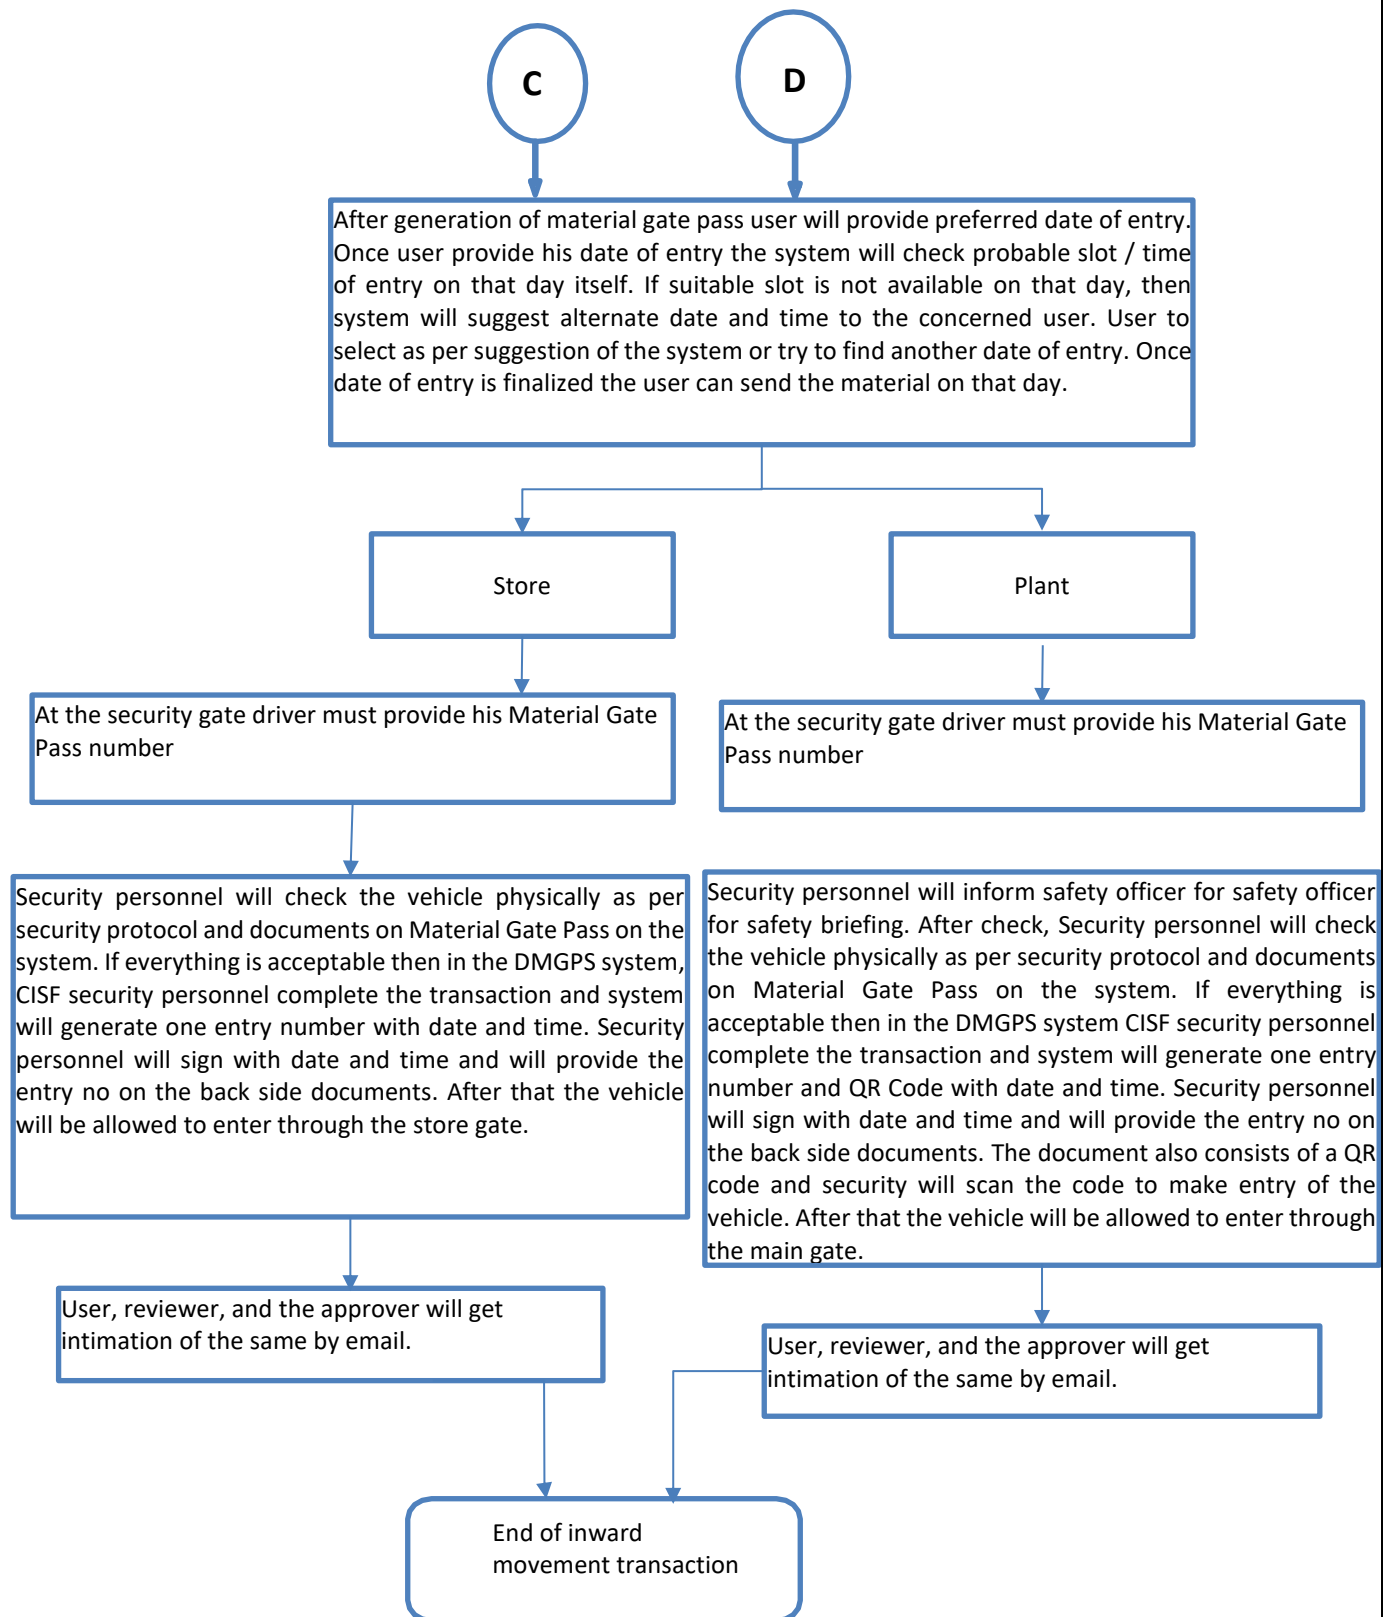 C
D
After generation of material gate pass user will provide preferred date of entry.
Once user provide his date of entry the system will check probable slot / time
of entry on that day itself. If suitable slot is not available on that day, then
system will suggest alternate date and time to the concerned user. User to
select as per suggestion of the system or try to find another date of entry. Once
date of entry is finalized the user can send the material on that day.
Store
Plant
At the security gate driver must provide his Material Gate
Pass number
At the security gate driver must provide his Material Gate
Pass number
Security personnel will check the vehicle physically as per
security protocol and documents on Material Gate Pass on the
system. If everything is acceptable then in the DMGPS system,
CISF security personnel complete the transaction and system
will generate one entry number with date and time. Security
personnel will sign with date and time and will provide the
entry no on the back side documents. After that the vehicle
will be allowed to enter through the store gate.
Security personnel will inform safety officer for safety officer
for safety briefing. After check, Security personnel will check
the vehicle physically as per security protocol and documents
on Material Gate Pass on the system. If everything is
acceptable then in the DMGPS system CISF security personnel
complete the transaction and system will generate one entry
number and QR Code with date and time. Security personnel
will sign with date and time and will provide the entry no on
the back side documents. The document also consists of a QR
code and security will scan the code to make entry of the
vehicle. After that the vehicle will be allowed to enter through
the main gate.
User, reviewer, and the approver will get
intimation of the same by email.
User, reviewer, and the approver will get
intimation of the same by email.
End of inward
movement transaction